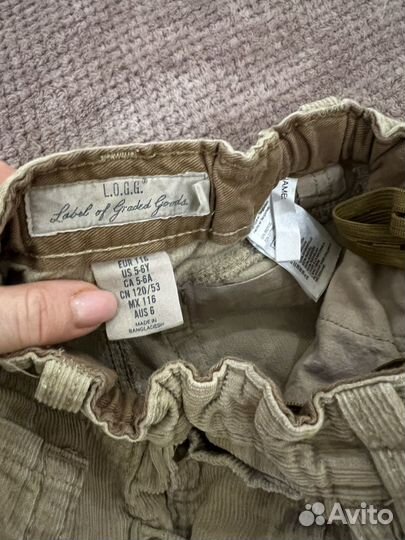 L.O.G.G.®
Label of Graded Goods
EUR 116
US 5-6Y
CA 5-6A
CN 120/53
MX 116
AUS 6
MADE IN
BANGLADESH
Avito